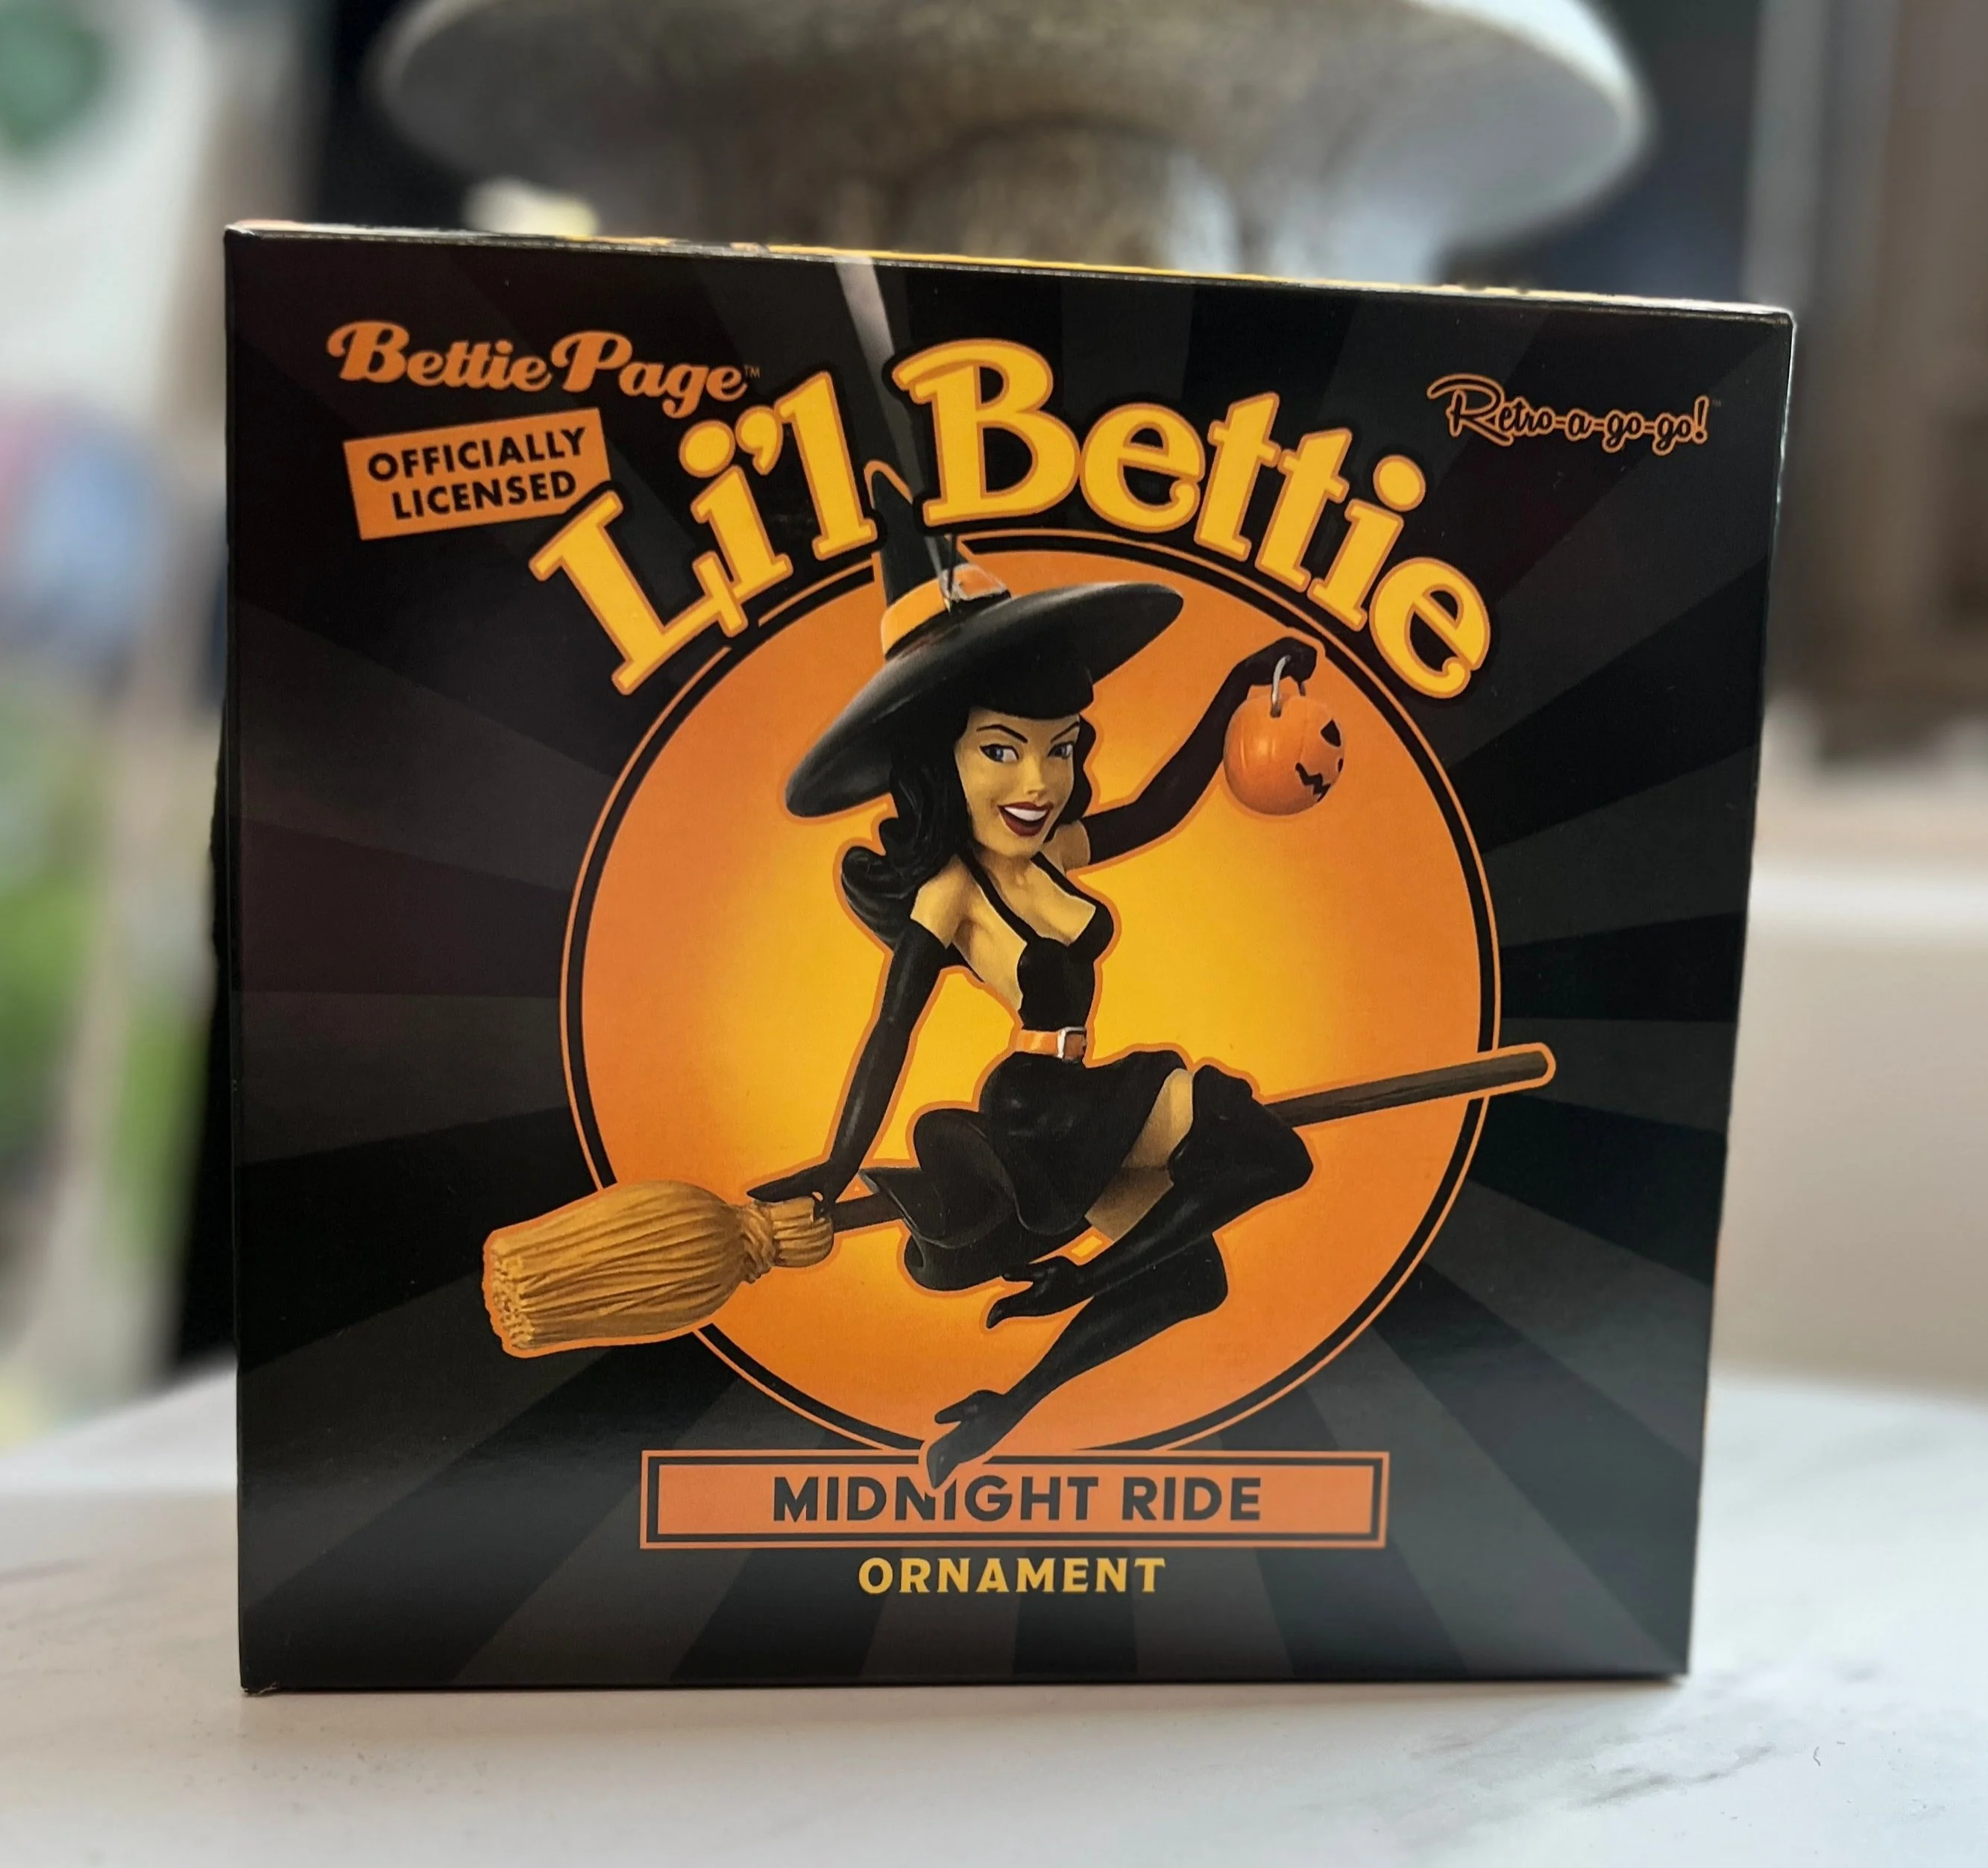 Bettie Page™
OFFICIALLY
LICENSED
Li'l Bettie
Retro-a-go-go!™
MIDNIGHT RIDE
ORNAMENT